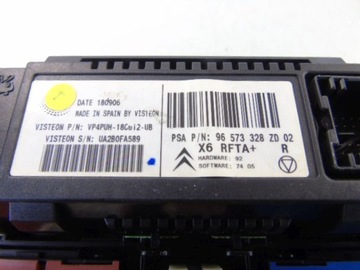 DATE 180906
MADE IN SPAIN BY VISTEON
VISTEON P/N: VP4PUH-18C612-UB
VISTEON S/N: UA2B0FA589
PSA P/N: 96 573 328 ZD 02
X6 RFTA+ R
HARDWARE: 92
SOFTWARE: 74 05